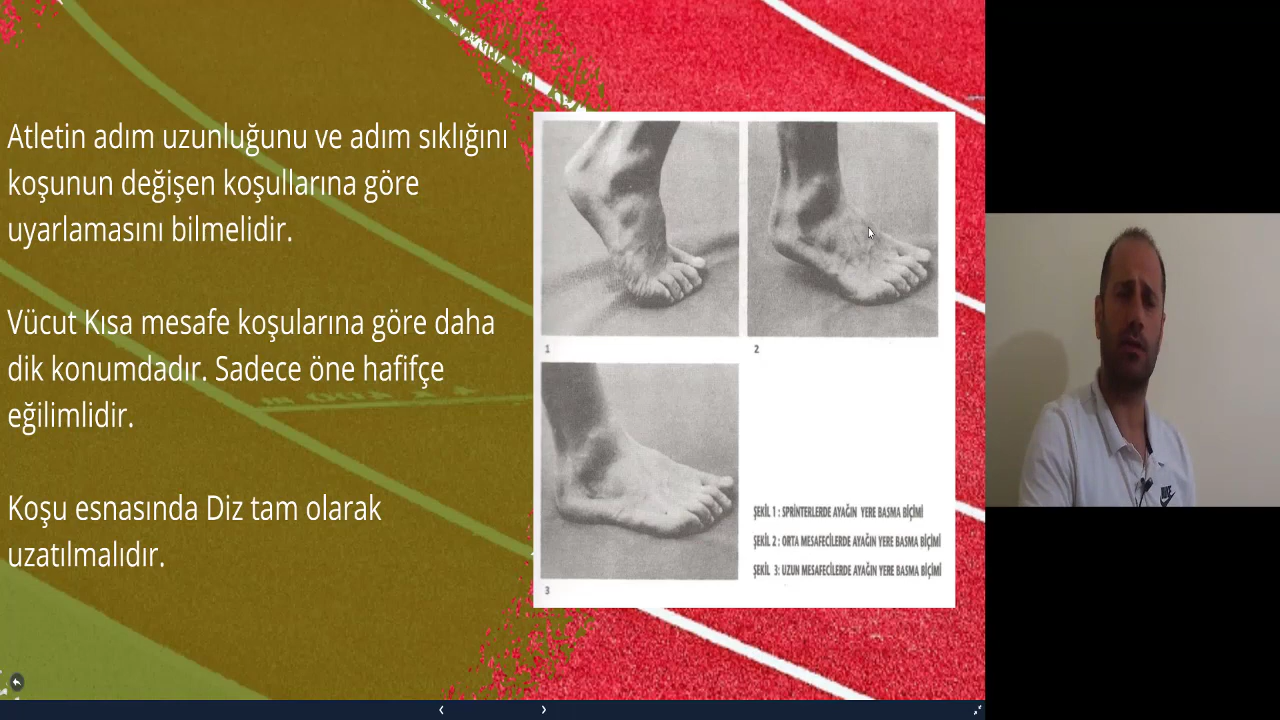 Atletin adım uzunluğunu ve adım sıklığını
koşunun değişen koşullarına göre
uyarlamasını bilmelidir.
Vücut Kısa mesafe koşularına göre daha
dik konumdadır. Sadece öne hafifçe
eğilimlidir.
Koşu esnasında Diz tam olarak
uzatılmalıdır.
1
2
3
ŞEKİL 1 : SPRİNTERLERDE AYAĞIN YERE BASMA BİÇİMİ
ŞEKİL 2 : ORTA MESAFECİLERDE AYAĞIN YERE BASMA BİÇİMİ
ŞEKİL 3: UZUN MESAFECİLERDE AYAĞIN YERE BASMA BİÇİMİ